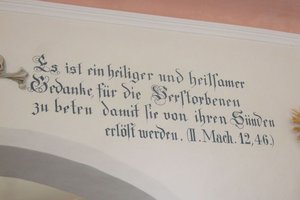 Es ist ein heiliger und heilsamer
Gedanke, für die Verstorbenen
zu beten damit sie von ihren Sünden
erlöst werden. (II. Mach. 12, 46.)